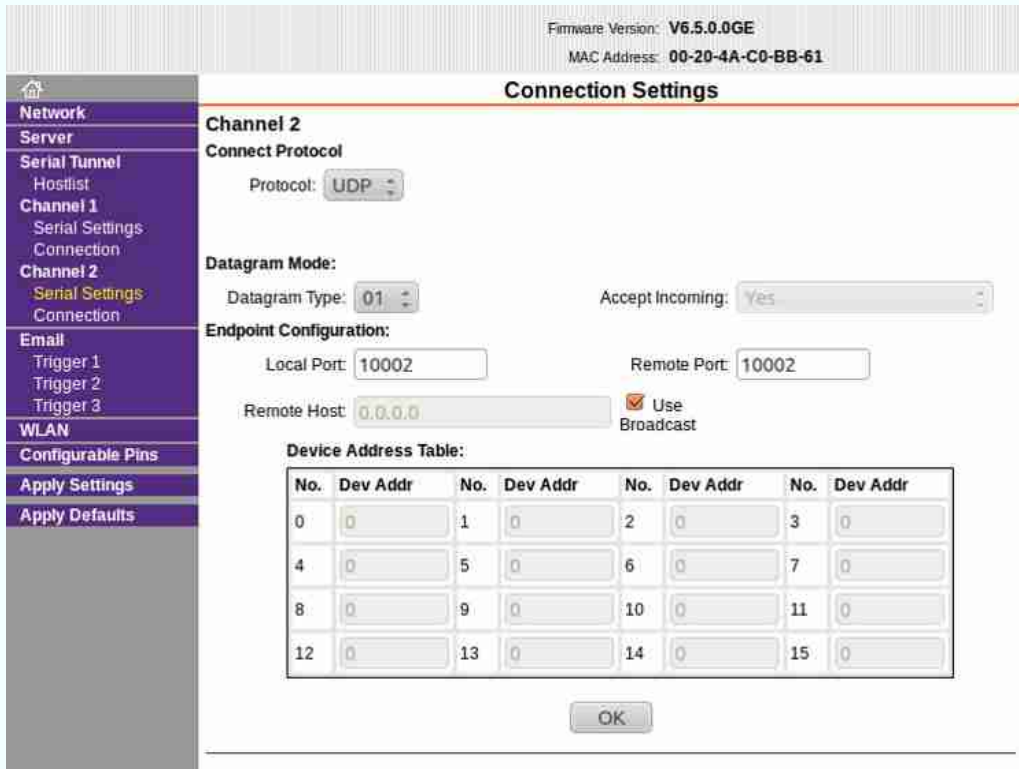 Firmware Version: V6.5.0.0GE
MAC Address: 00-20-4A-C0-BB-61
Network
Server
Serial Tunnel
Hostlist
Channel 1
Serial Settings
Connection
Channel 2
Serial Settings
Connection
Email
Trigger 1
Trigger 2
Trigger 3
WLAN
Configurable Pins
Apply Settings
Apply Defaults
Connection Settings
Channel 2
Connect Protocol
Protocol: UDP
Datagram Mode:
Datagram Type: 01 Accept Incoming: Yes
Endpoint Configuration:
Local Port: 10002 Remote Port: 10002
Remote Host: 0.0.0.0 Use
Broadcast
Device Address Table:
No. Dev Addr No. Dev Addr No. Dev Addr No. Dev Addr
0 0 1 0 2 0 3 0
4 0 5 0 6 0 7 0
8 0 9 0 10 0 11 0
12 0 13 0 14 0 15 0
OK